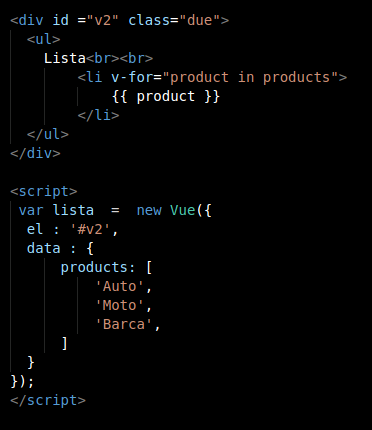 <div id ="v2" class="due">
  <ul>
    Lista<br><br>
        <li v-for="product in products">
            {{ product }}
        </li>
  </ul>
</div>

<script>
 var lista  =  new Vue({
  el : '#v2',
  data : {
      products: [
          'Auto',
          'Moto',
          'Barca',
      ]
  }
});
</script>